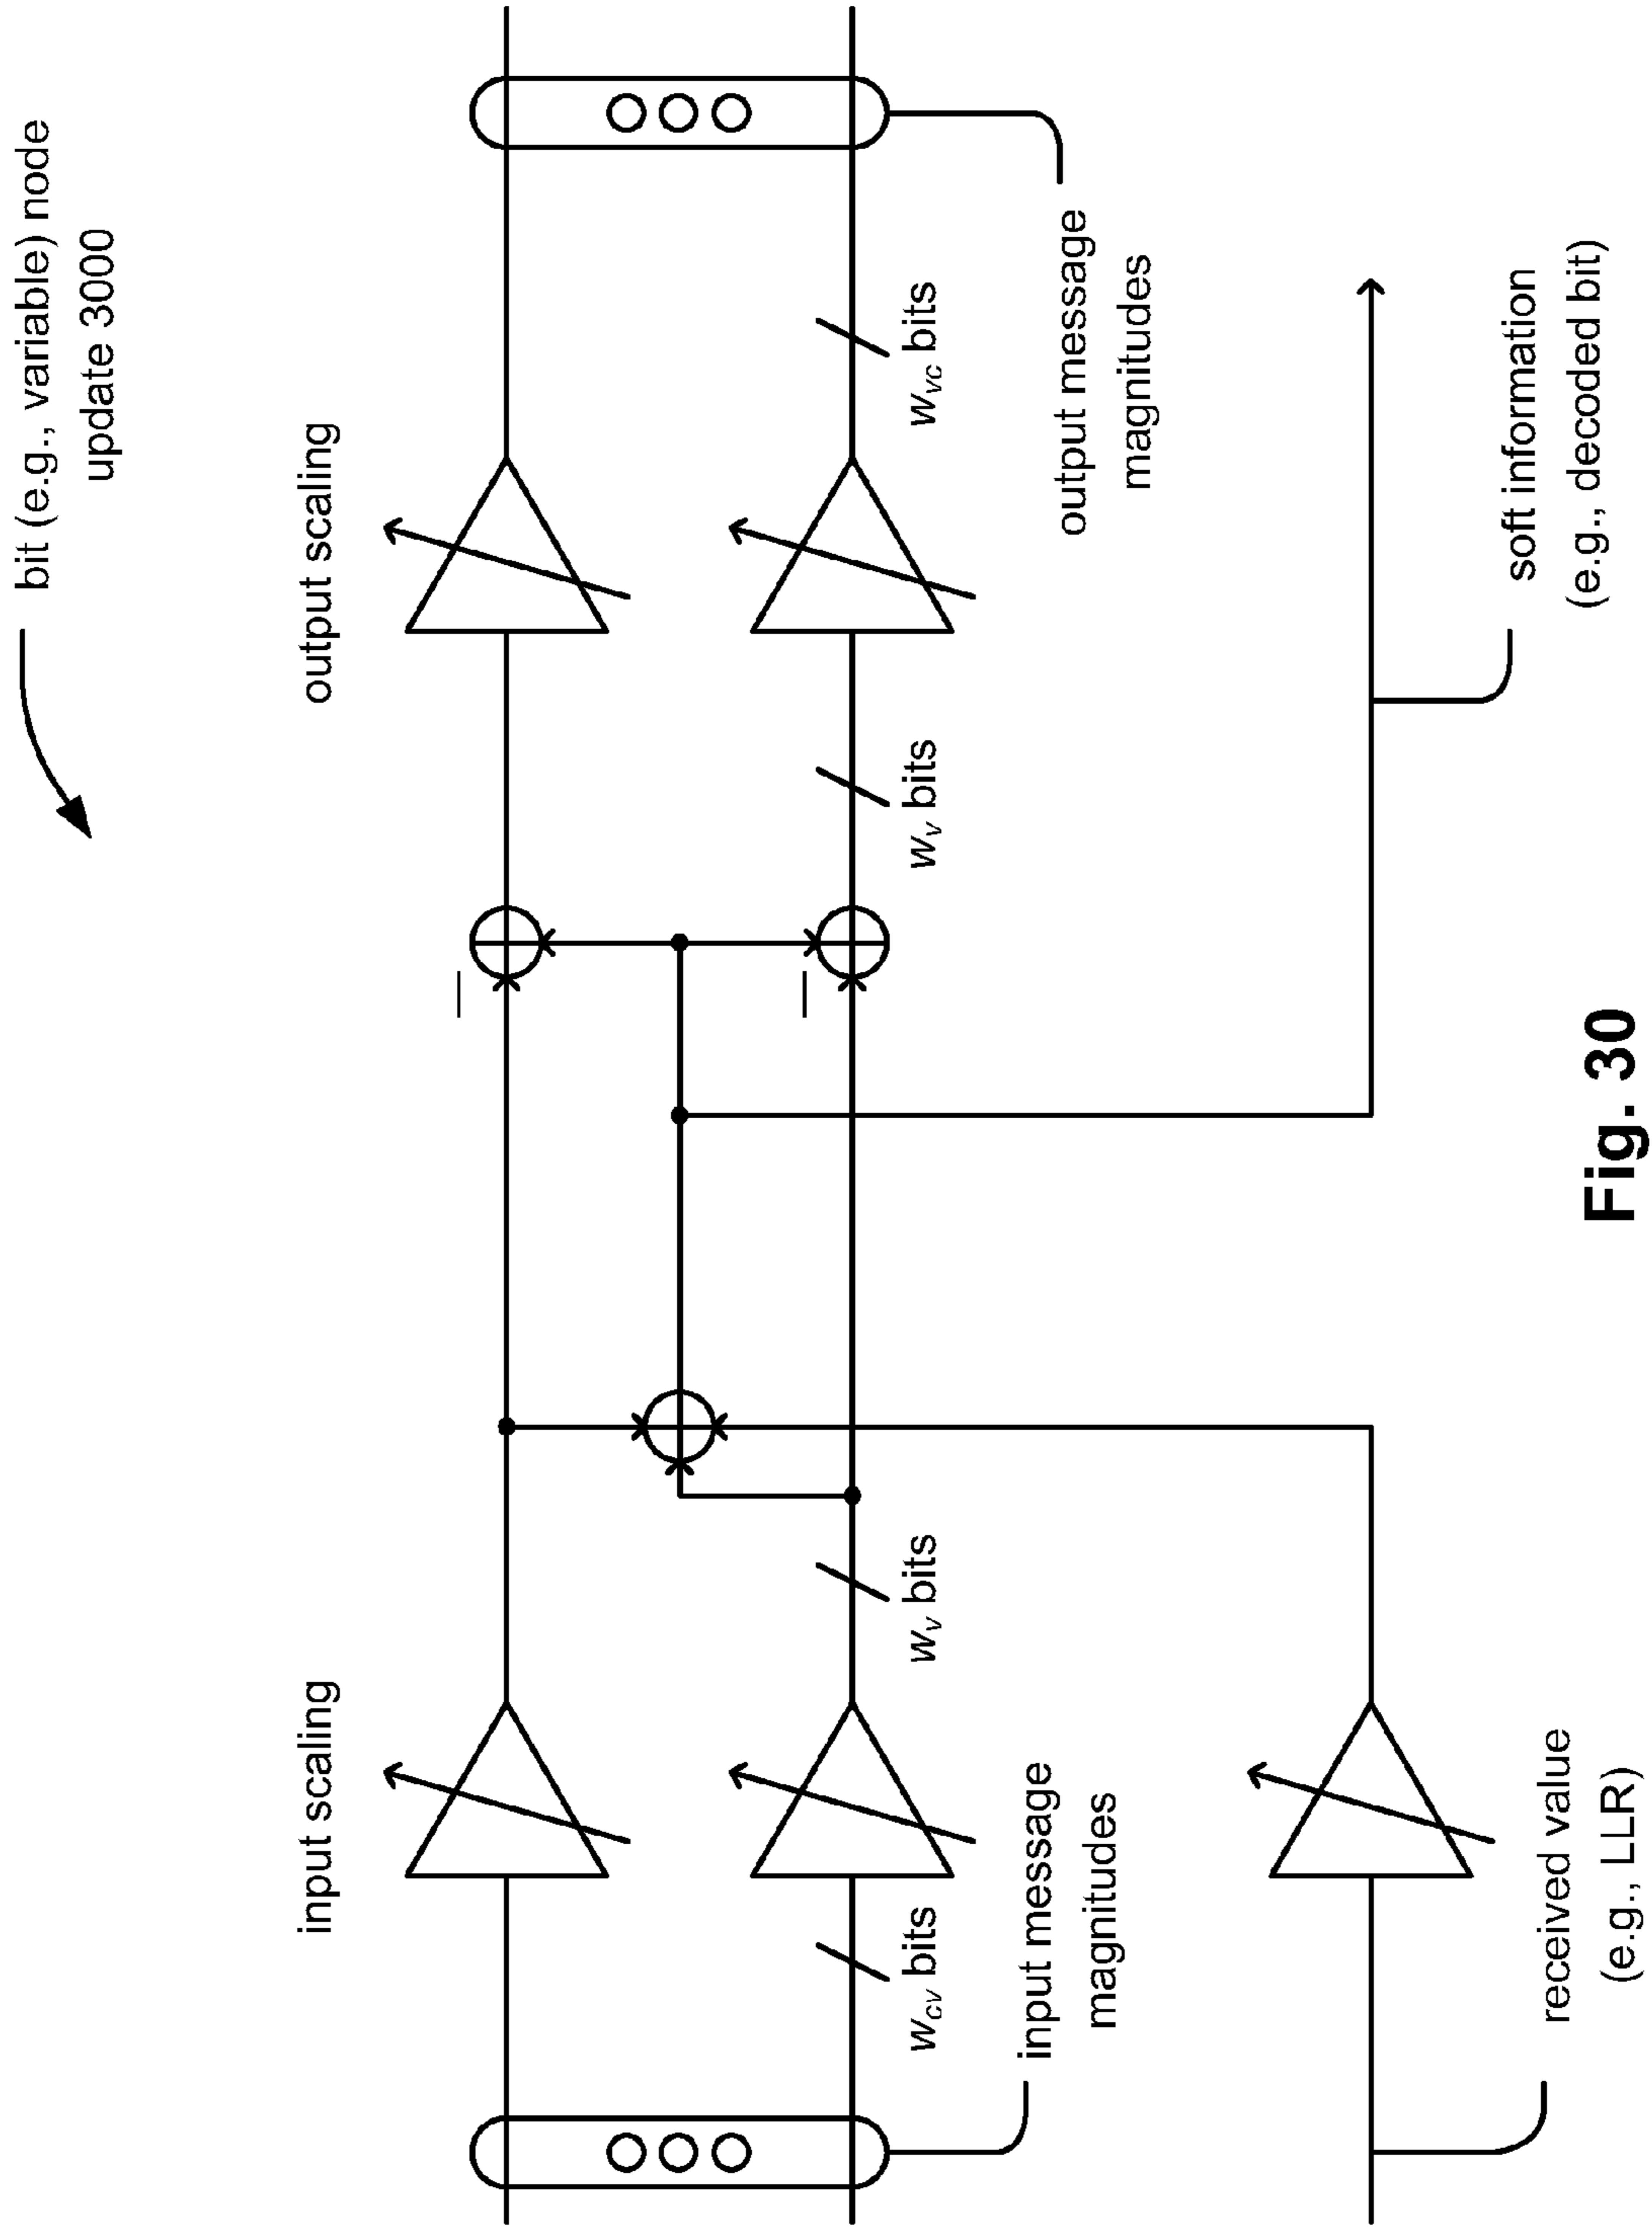 bit (e.g., variable) node
update 3000
input scaling
output scaling
w_cv bits
w_v bits
w_v bits
w_vc bits
input message
magnitudes
output message
magnitudes
received value
(e.g., LLR)
soft information
(e.g., decoded bit)
Fig. 30